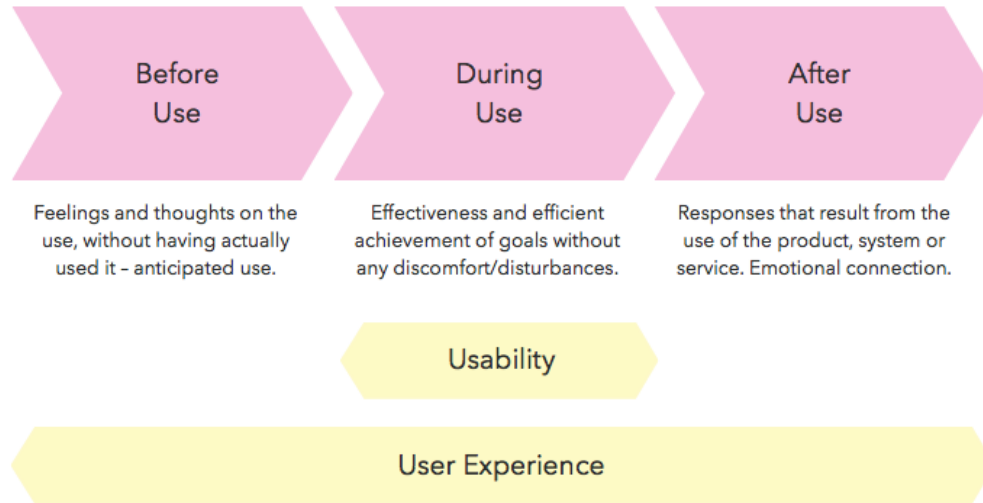 Before
Use
During
Use
After
Use
Feelings and thoughts on the
use, without having actually
used it – anticipated use.
Effectiveness and efficient
achievement of goals without
any discomfort/disturbances.
Responses that result from the
use of the product, system or
service. Emotional connection.
Usability
User Experience